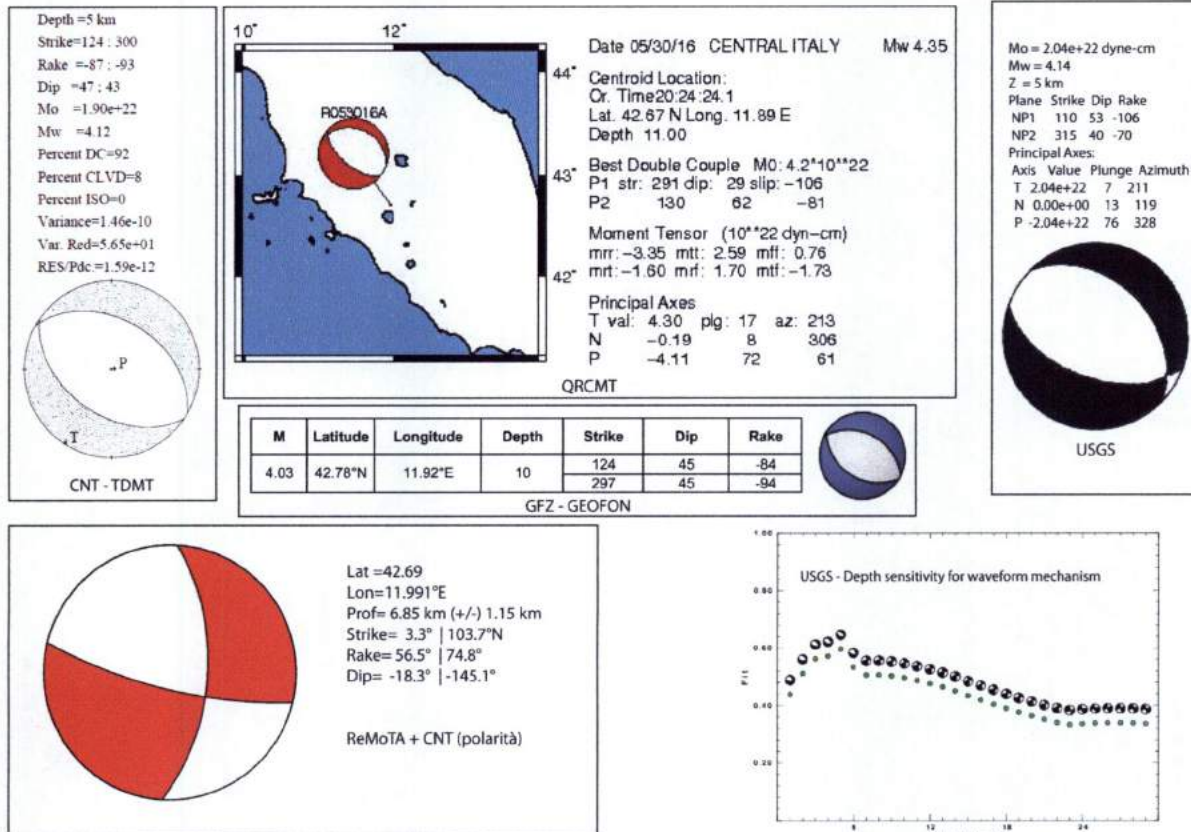 Depth =5 km
Strike=124 ; 300
Rake =-87 ; -93
Dip =47 ; 43
Mo =1.90e+22
Mw =4.12
Percent DC=92
Percent CLVD=8
Percent ISO=0
Variance=1.46e-10
Var. Red=5.65e+01
RES/Pdc.=1.59e-12
P
T
CNT - TDMT
10° 12°
44°
43°
42°
R053016A
Date 05/30/16 CENTRAL ITALY Mw 4.35
Centroid Location:
Or. Time20:24:24.1
Lat. 42.67 N Long. 11.89 E
Depth 11.00
Best Double Couple M0: 4.2*10**22
P1 str: 291 dip: 29 slip: -106
P2 130 62 -81
Moment Tensor (10**22 dyn-cm)
mrr: -3.35 mtt: 2.59 mff: 0.76
mrt: -1.60 mrf: 1.70 mtf: -1.73
Principal Axes
T val: 4.30 plg: 17 az: 213
N -0.19 8 306
P -4.11 72 61
QRCMT
Mo = 2.04e+22 dyne-cm
Mw = 4.14
Z = 5 km
Plane Strike Dip Rake
NP1 110 53 -106
NP2 315 40 -70
Principal Axes:
Axis Value Plunge Azimuth
T 2.04e+22 7 211
N 0.00e+00 13 119
P -2.04e+22 76 328
USGS
M Latitude Longitude Depth Strike Dip Rake
4.03 42.78°N 11.92°E 10 124 45 -84
297 45 -94
GFZ - GEOFON
Lat =42.69
Lon=11.991°E
Prof= 6.85 km (+/-) 1.15 km
Strike= 3.3° | 103.7°N
Rake= 56.5° | 74.8°
Dip= -18.3° | -145.1°
ReMoTA + CNT (polarità)
USGS - Depth sensitivity for waveform mechanism
1.00
0.80
0.60
0.40
0.20
Fit
6 12 18 24